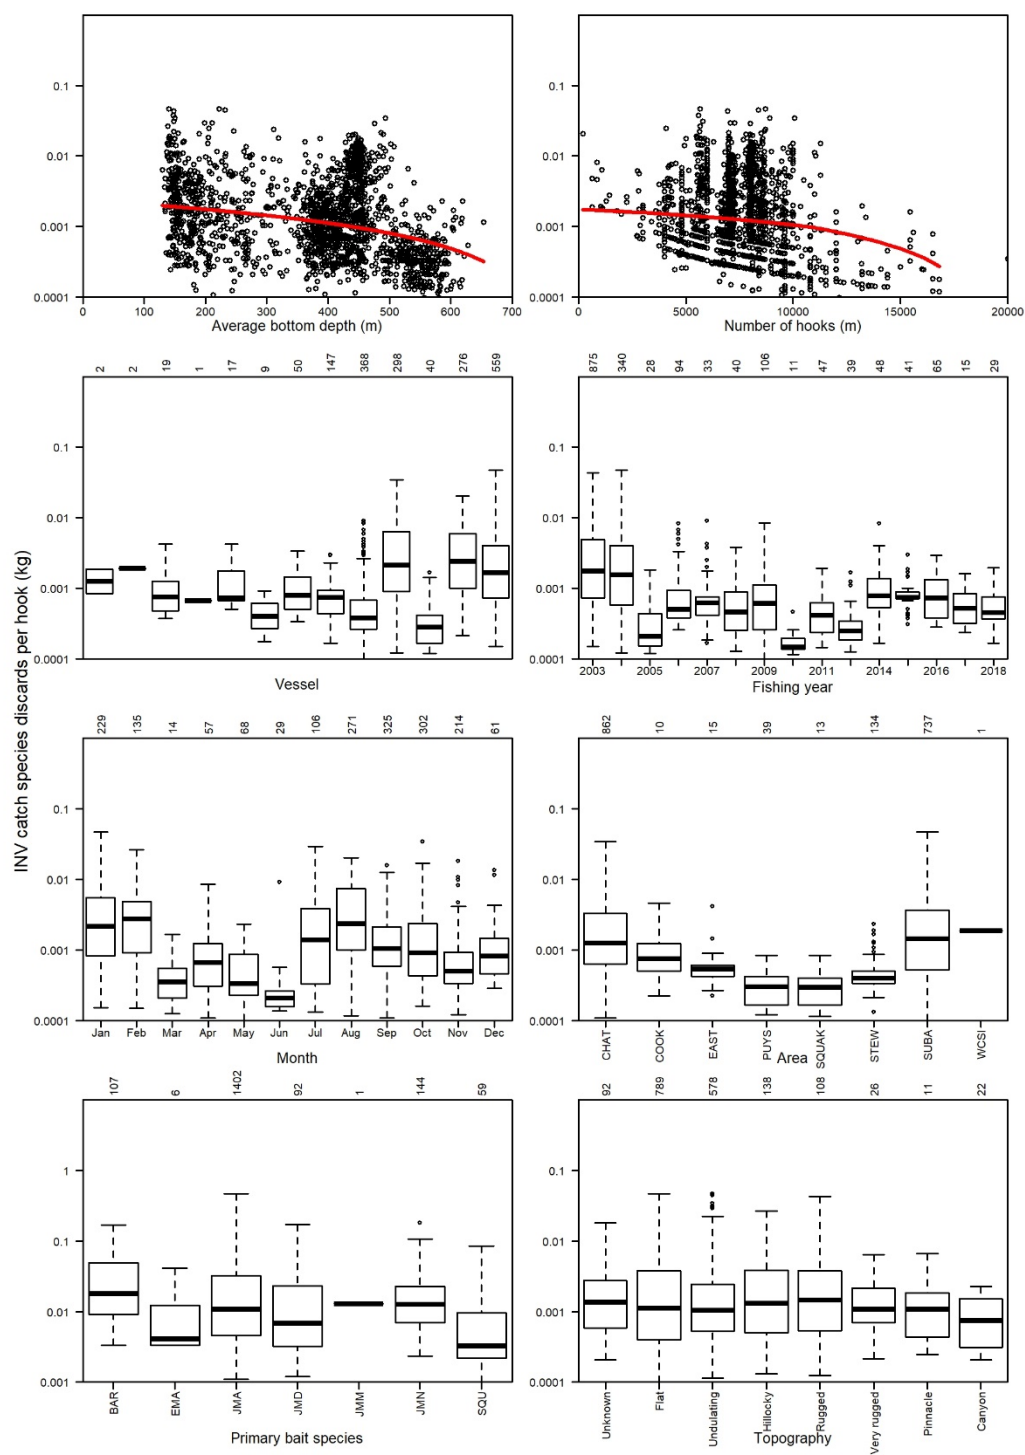 0.1
0.01
0.001
0.0001
0 100 200 300 400 500 600 700
Average bottom depth (m)
0.1
0.01
0.001
0.0001
0 5000 10000 15000 20000
Number of hooks (m)
INV catch species discards per hook (kg)
2 2 19 1 17 9 50 147 368 298 40 276 559
0.1
0.01
0.001
0.0001
Vessel
875 340 28 94 33 40 106 11 47 39 48 41 65 15 29
0.1
0.01
0.001
0.0001
2003 2005 2007 2009 2011 2014 2016 2018
Fishing year
229 135 14 57 68 29 106 271 325 302 214 61
0.1
0.01
0.001
0.0001
Jan Feb Mar Apr May Jun Jul Aug Sep Oct Nov Dec
Month
862 10 15 39 13 134 737 1
0.1
0.01
0.001
0.0001
CHAT COOK EAST PUYS SQUAK STEW SUBA WCSI
Area
107 6 1402 92 1 144 59
1
0.1
0.01
0.001
BAR EMA JMA JMD JMM JMN SQU
Primary bait species
92 789 578 138 108 26 11 22
0.1
0.01
0.001
0.0001
Unknown Flat Undulating Hillocky Rugged Very rugged Pinnacle Canyon
Topography